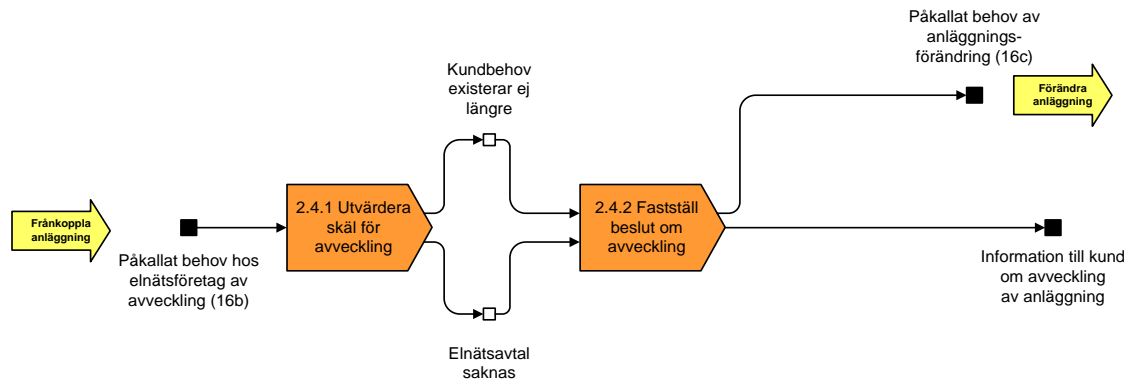 Påkallat behov av
anläggnings-
förändring (16c)
Förändra
anläggning
Kundbehov
existerar ej
längre
2.4.1 Utvärdera
skäl för
avveckling
2.4.2 Fastställ
beslut om
avveckling
Frånkoppla
anläggning
Påkallat behov hos
elnätsföretag av
avveckling (16b)
Information till kund
om avveckling
av anläggning
Elnätsavtal
saknas